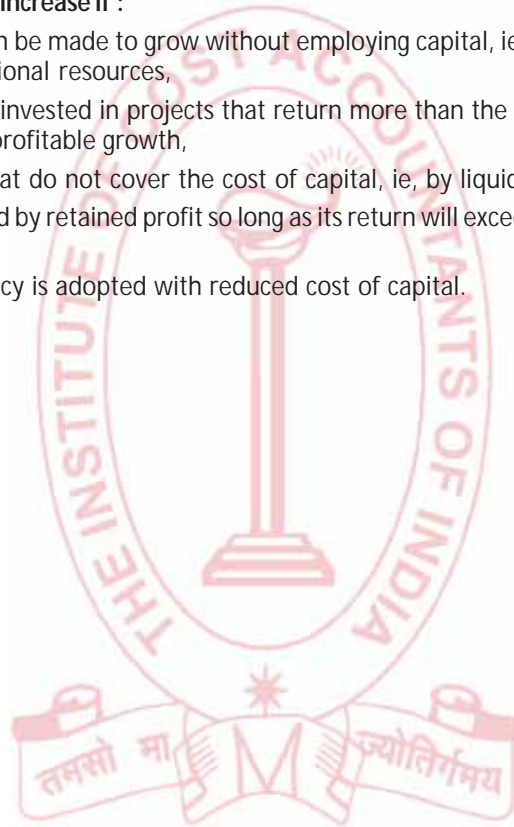 increase if :
n be made to grow without employing capital, ie
ional resources,
invested in projects that return more than the
profitable growth,
at do not cover the cost of capital, ie, by liquid
d by retained profit so long as its return will excee
cy is adopted with reduced cost of capital.
THE INSTITUTE OF COST ACCOUNTANTS OF INDIA
तमसो मा ज्योतिर्गमय